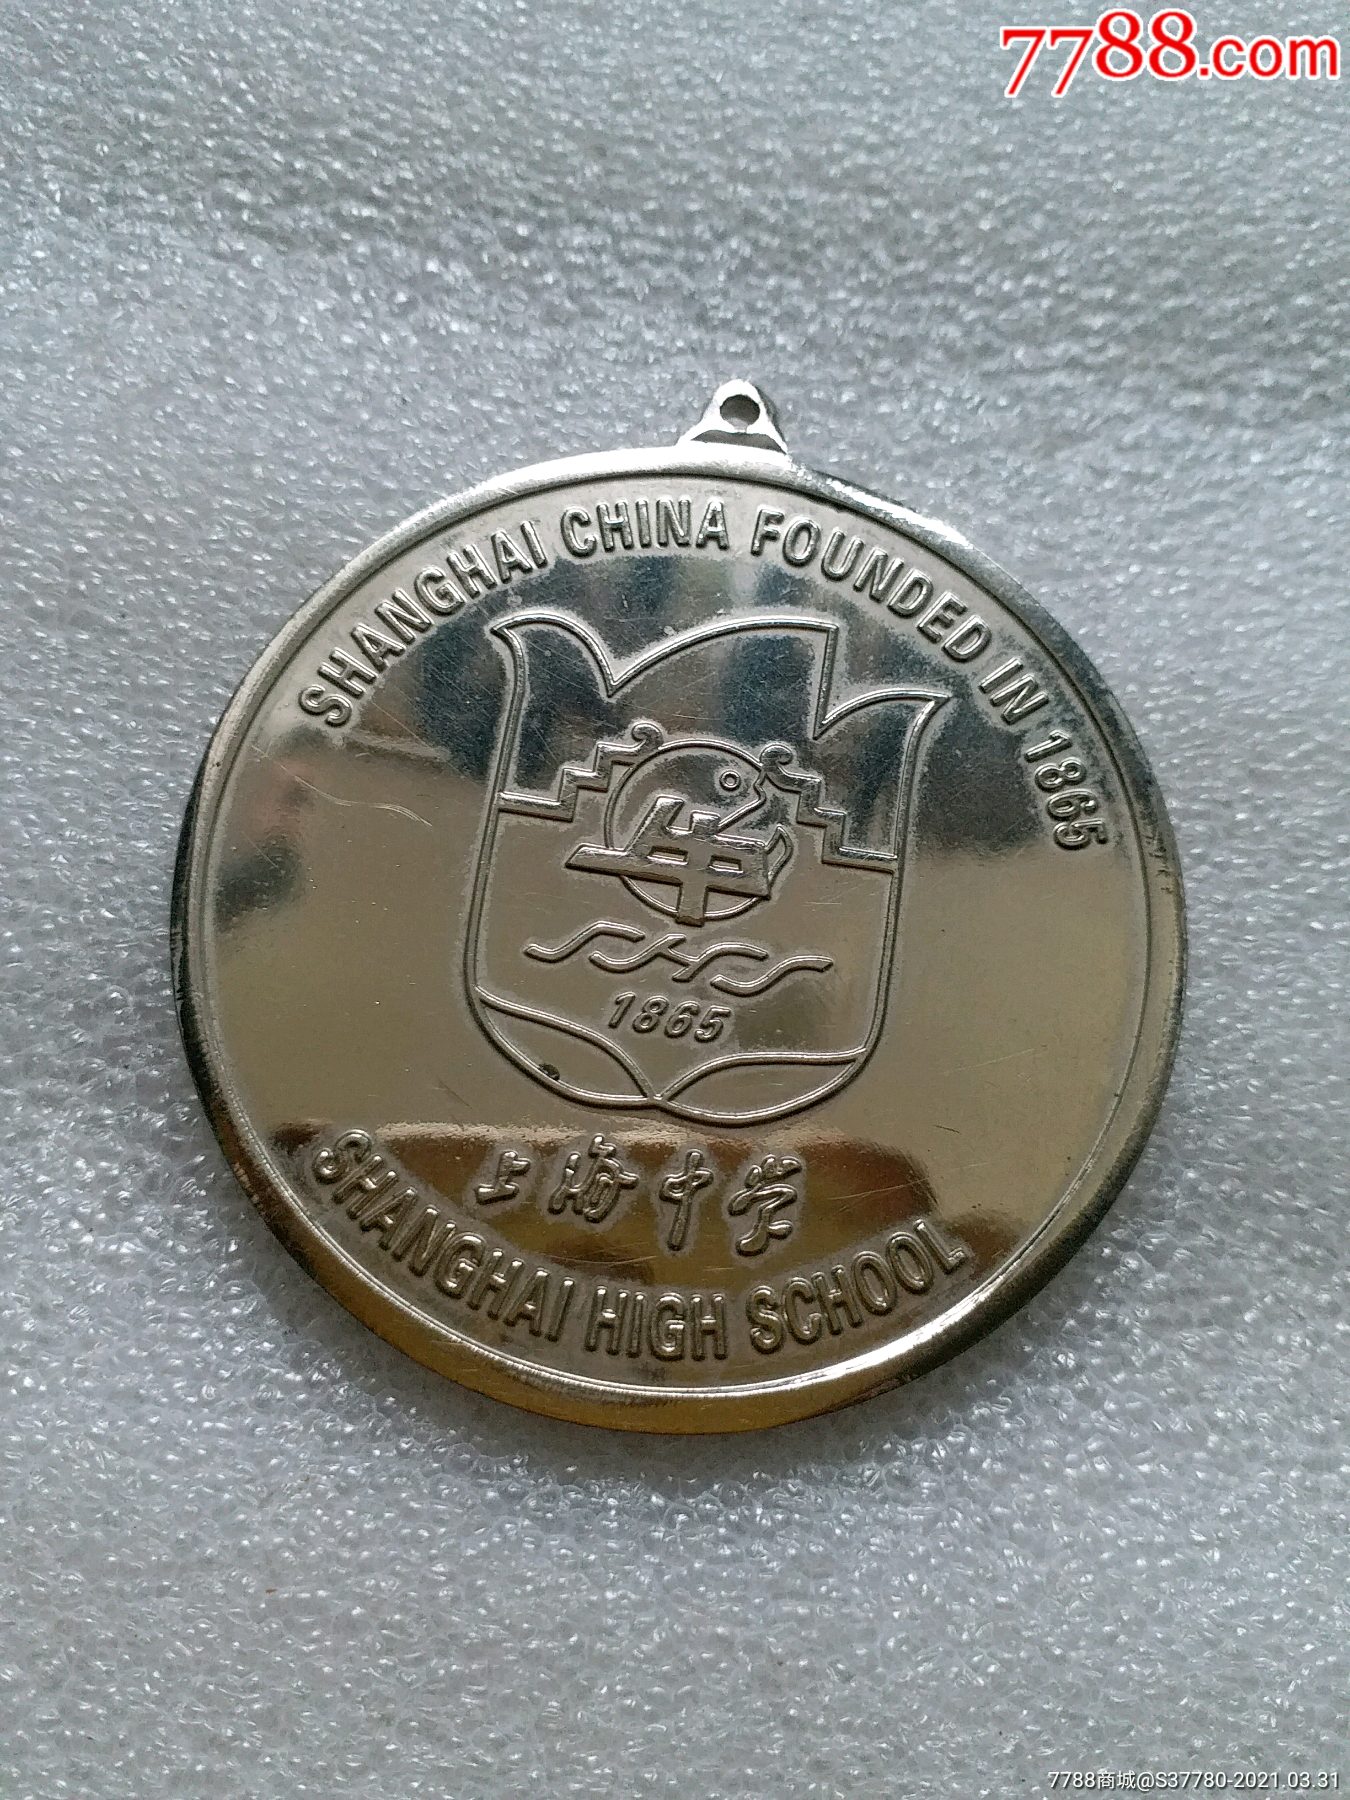 7788.com
SHANGHAI CHINA FOUNDED IN 1865
SHCS
1865
上海中学
SHANGHAI HIGH SCHOOL
7788商城@S37780-2021.03.31